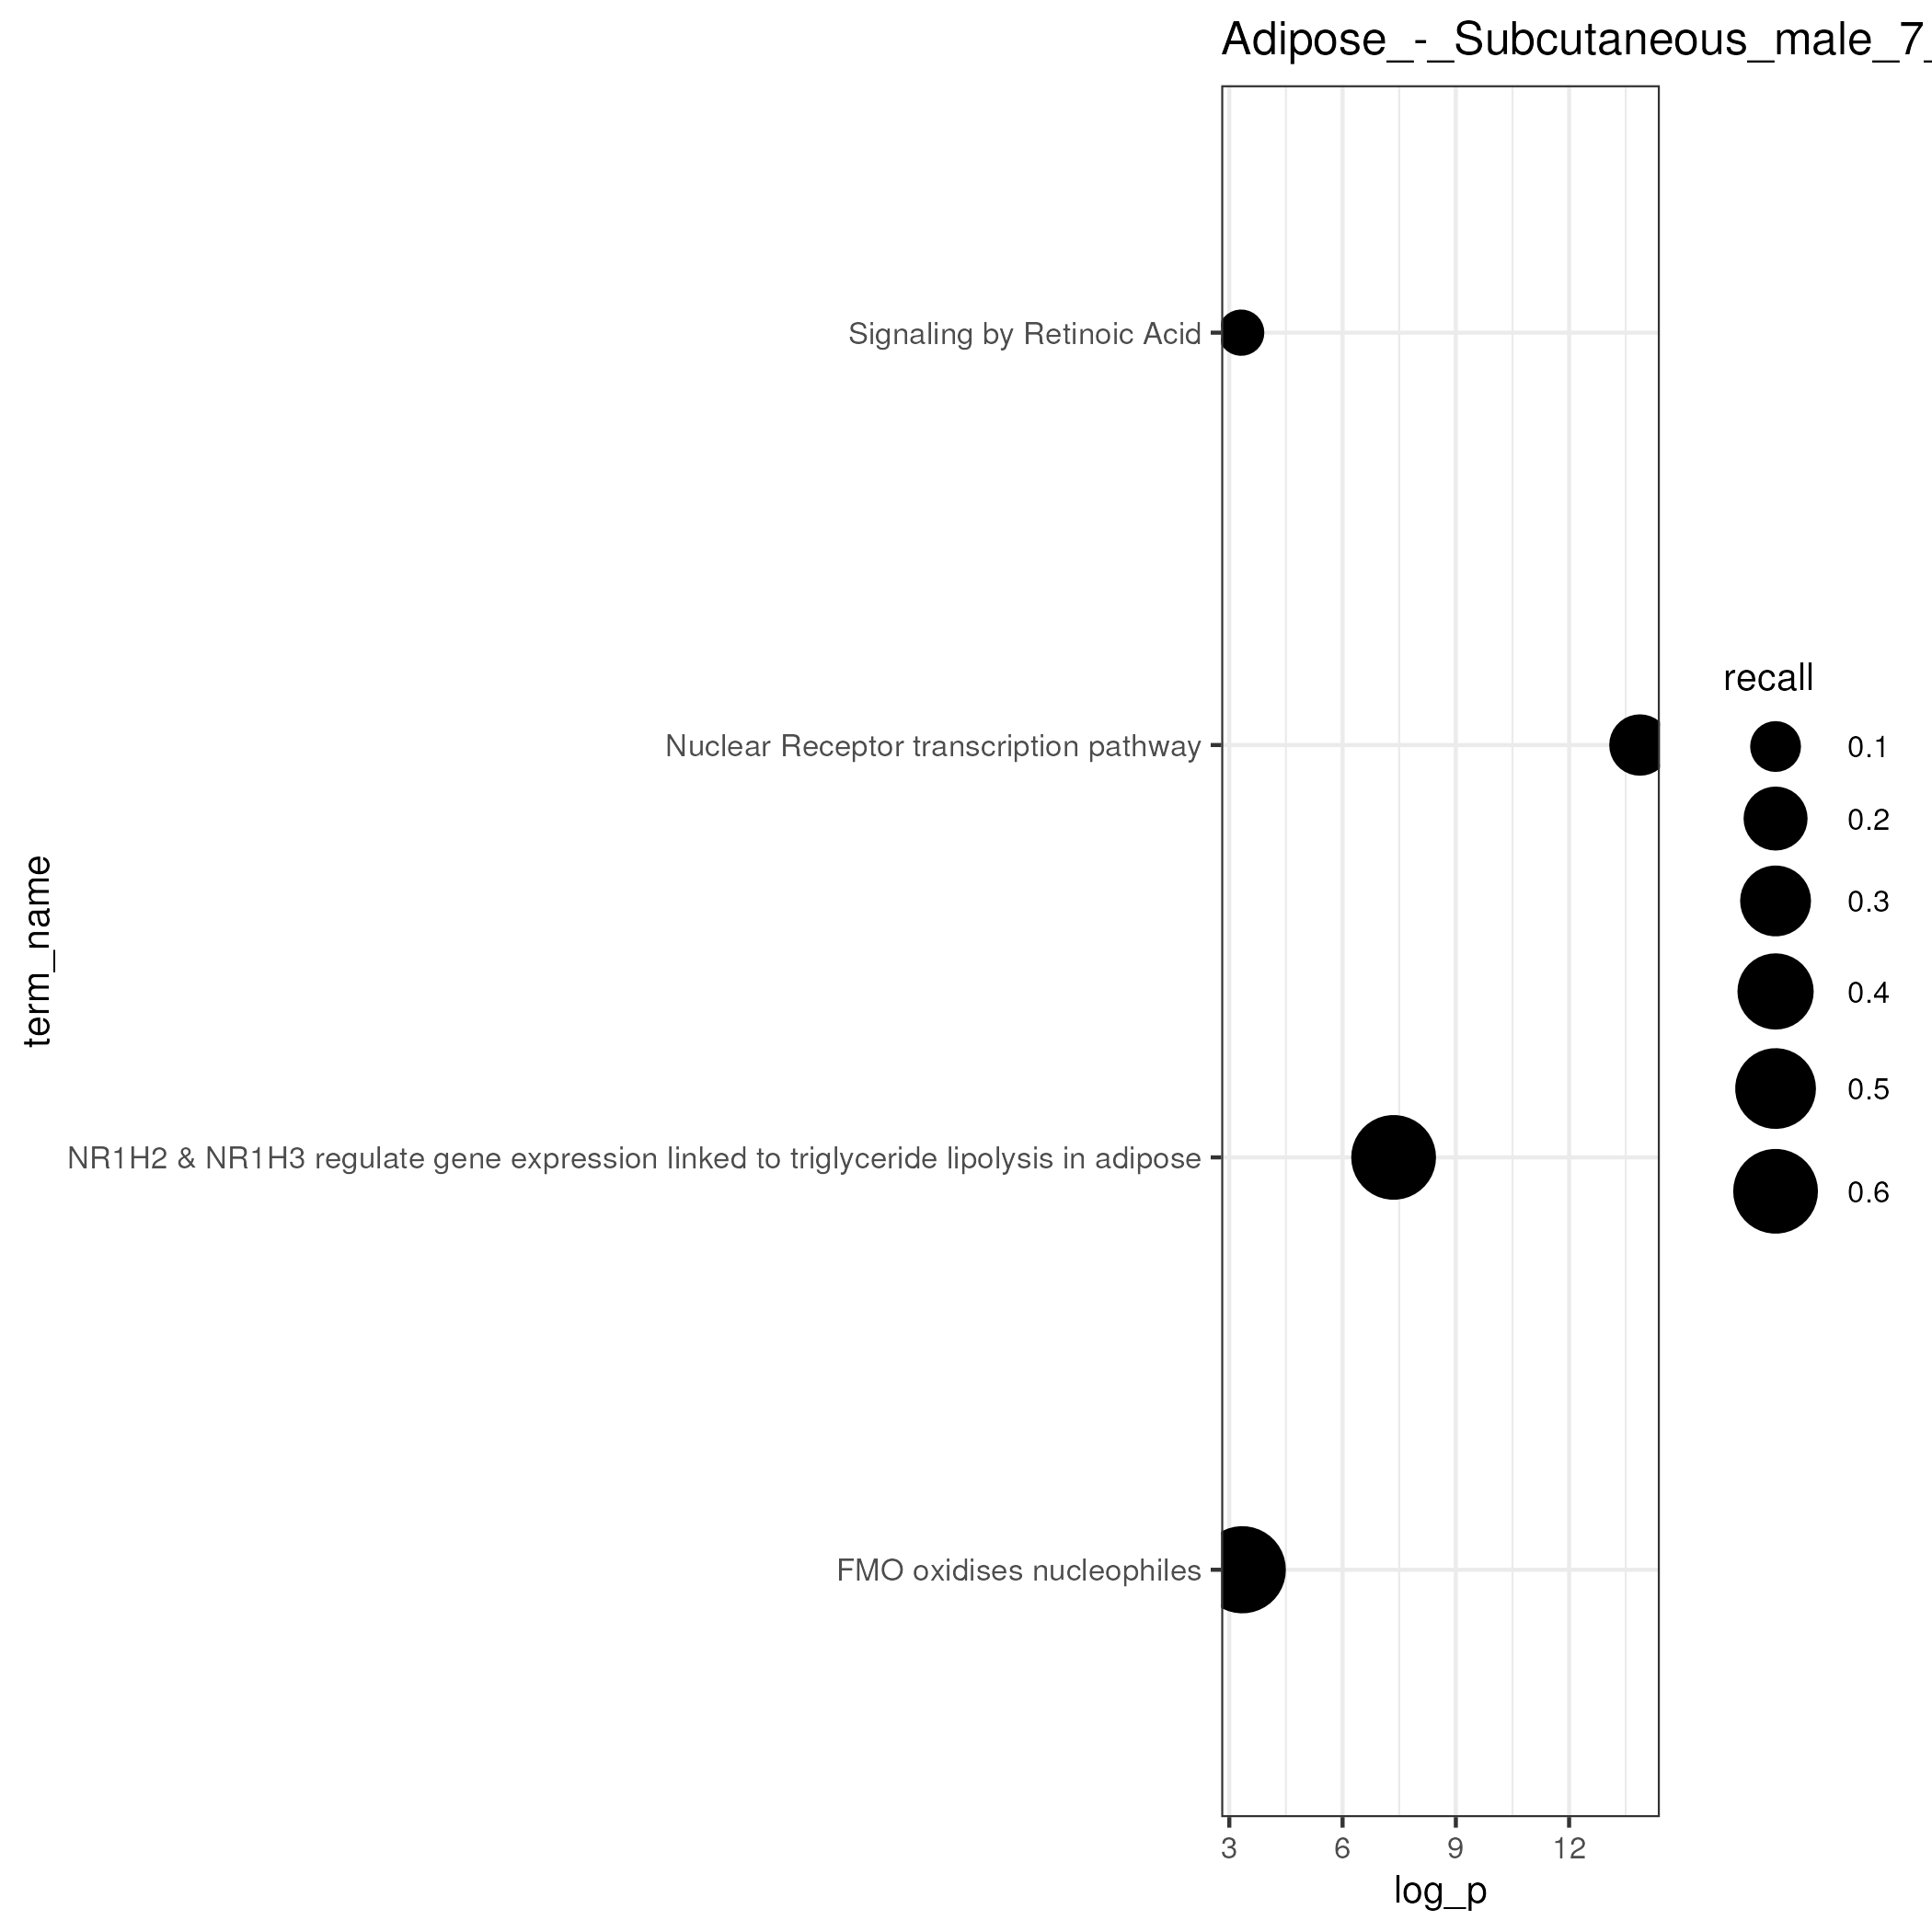 Adipose_-_Subcutaneous_male_7_
term_name
Signaling by Retinoic Acid
Nuclear Receptor transcription pathway
NR1H2 & NR1H3 regulate gene expression linked to triglyceride lipolysis in adipose
FMO oxidises nucleophiles
3 6 9 12
log_p
recall
0.1
0.2
0.3
0.4
0.5
0.6